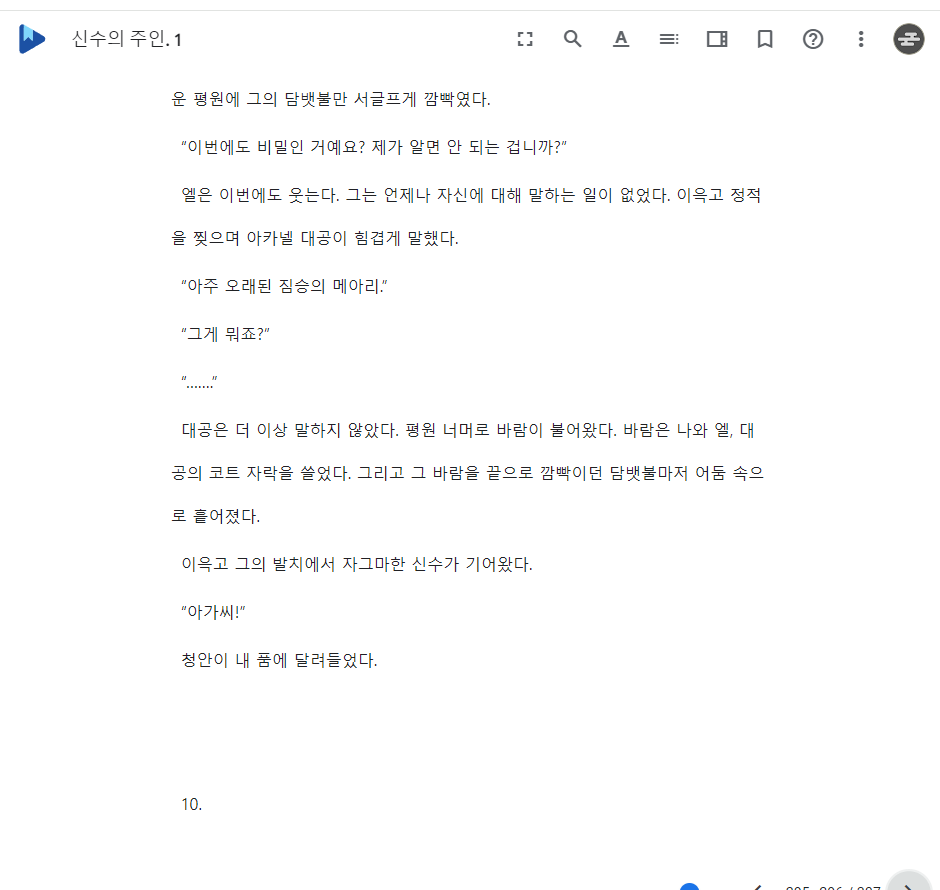 신수의 주인. 1
운 평원에 그의 담뱃불만 서글프게 깜빡였다.
"이번에도 비밀인 거예요? 제가 알면 안 되는 겁니까?"
엘은 이번에도 웃는다. 그는 언제나 자신에 대해 말하는 일이 없었다. 이윽고 정적
을 찢으며 아카넬 대공이 힘겹게 말했다.
"아주 오래된 짐승의 메아리."
"그게 뭐죠?"
"……."
대공은 더 이상 말하지 않았다. 평원 너머로 바람이 불어왔다. 바람은 나와 엘, 대
공의 코트 자락을 쓸었다. 그리고 그 바람을 끝으로 깜빡이던 담뱃불마저 어둠 속으
로 흩어졌다.
이윽고 그의 발치에서 자그마한 신수가 기어왔다.
"아가씨!"
청안이 내 품에 달려들었다.
10.